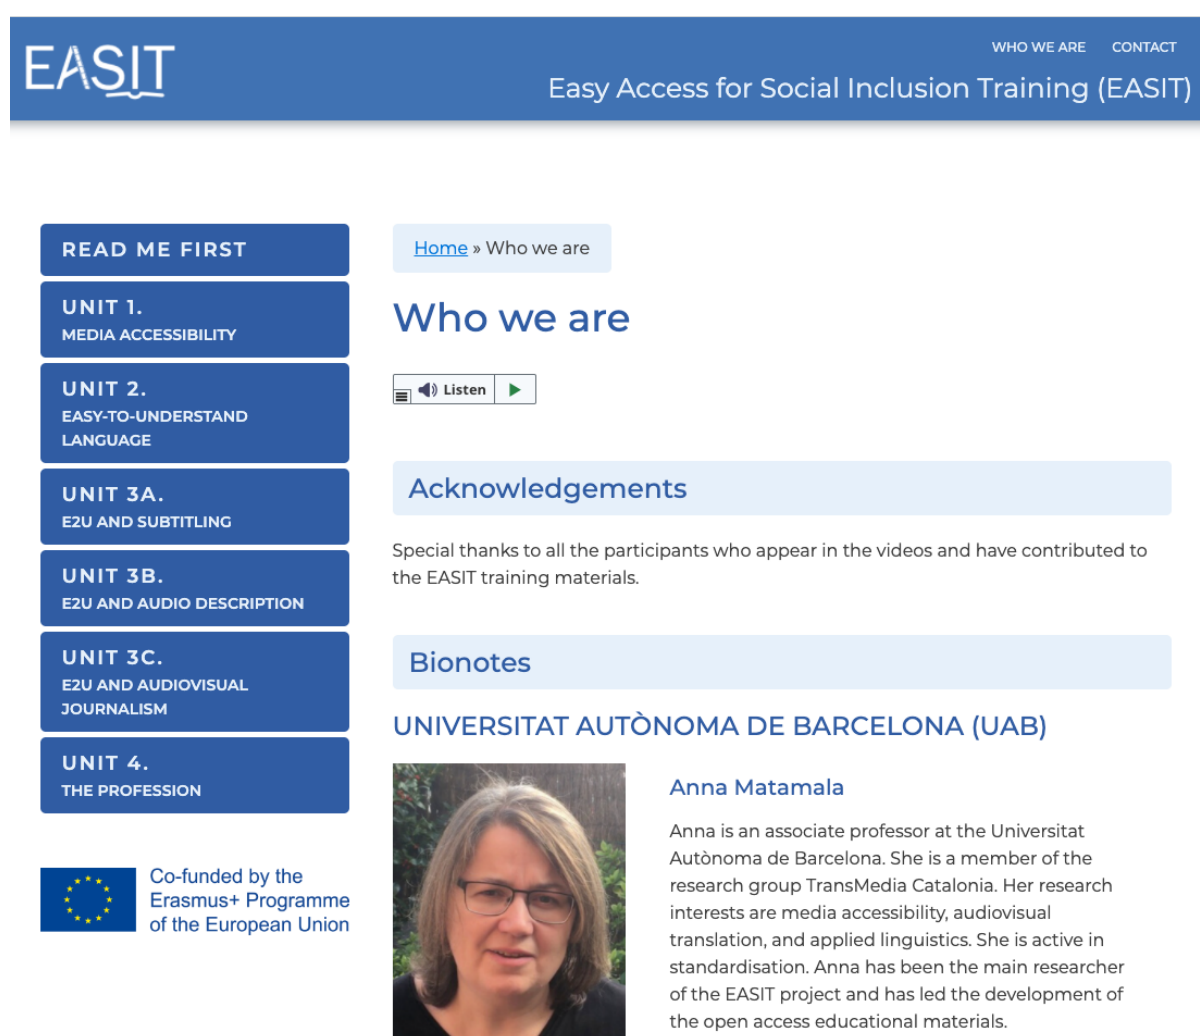 EASIT
WHO WE ARE CONTACT
Easy Access for Social Inclusion Training (EASIT)
READ ME FIRST
UNIT 1.
MEDIA ACCESSIBILITY
UNIT 2.
EASY-TO-UNDERSTAND
LANGUAGE
UNIT 3A.
E2U AND SUBTITLING
UNIT 3B.
E2U AND AUDIO DESCRIPTION
UNIT 3C.
E2U AND AUDIOVISUAL
JOURNALISM
UNIT 4.
THE PROFESSION
Co-funded by the
Erasmus+ Programme
of the European Union
Home » Who we are
Who we are
Listen
Acknowledgements
Special thanks to all the participants who appear in the videos and have contributed to
the EASIT training materials.
Bionotes
UNIVERSITAT AUTÒNOMA DE BARCELONA (UAB)
Anna Matamala
Anna is an associate professor at the Universitat
Autònoma de Barcelona. She is a member of the
research group TransMedia Catalonia. Her research
interests are media accessibility, audiovisual
translation, and applied linguistics. She is active in
standardisation. Anna has been the main researcher
of the EASIT project and has led the development of
the open access educational materials.